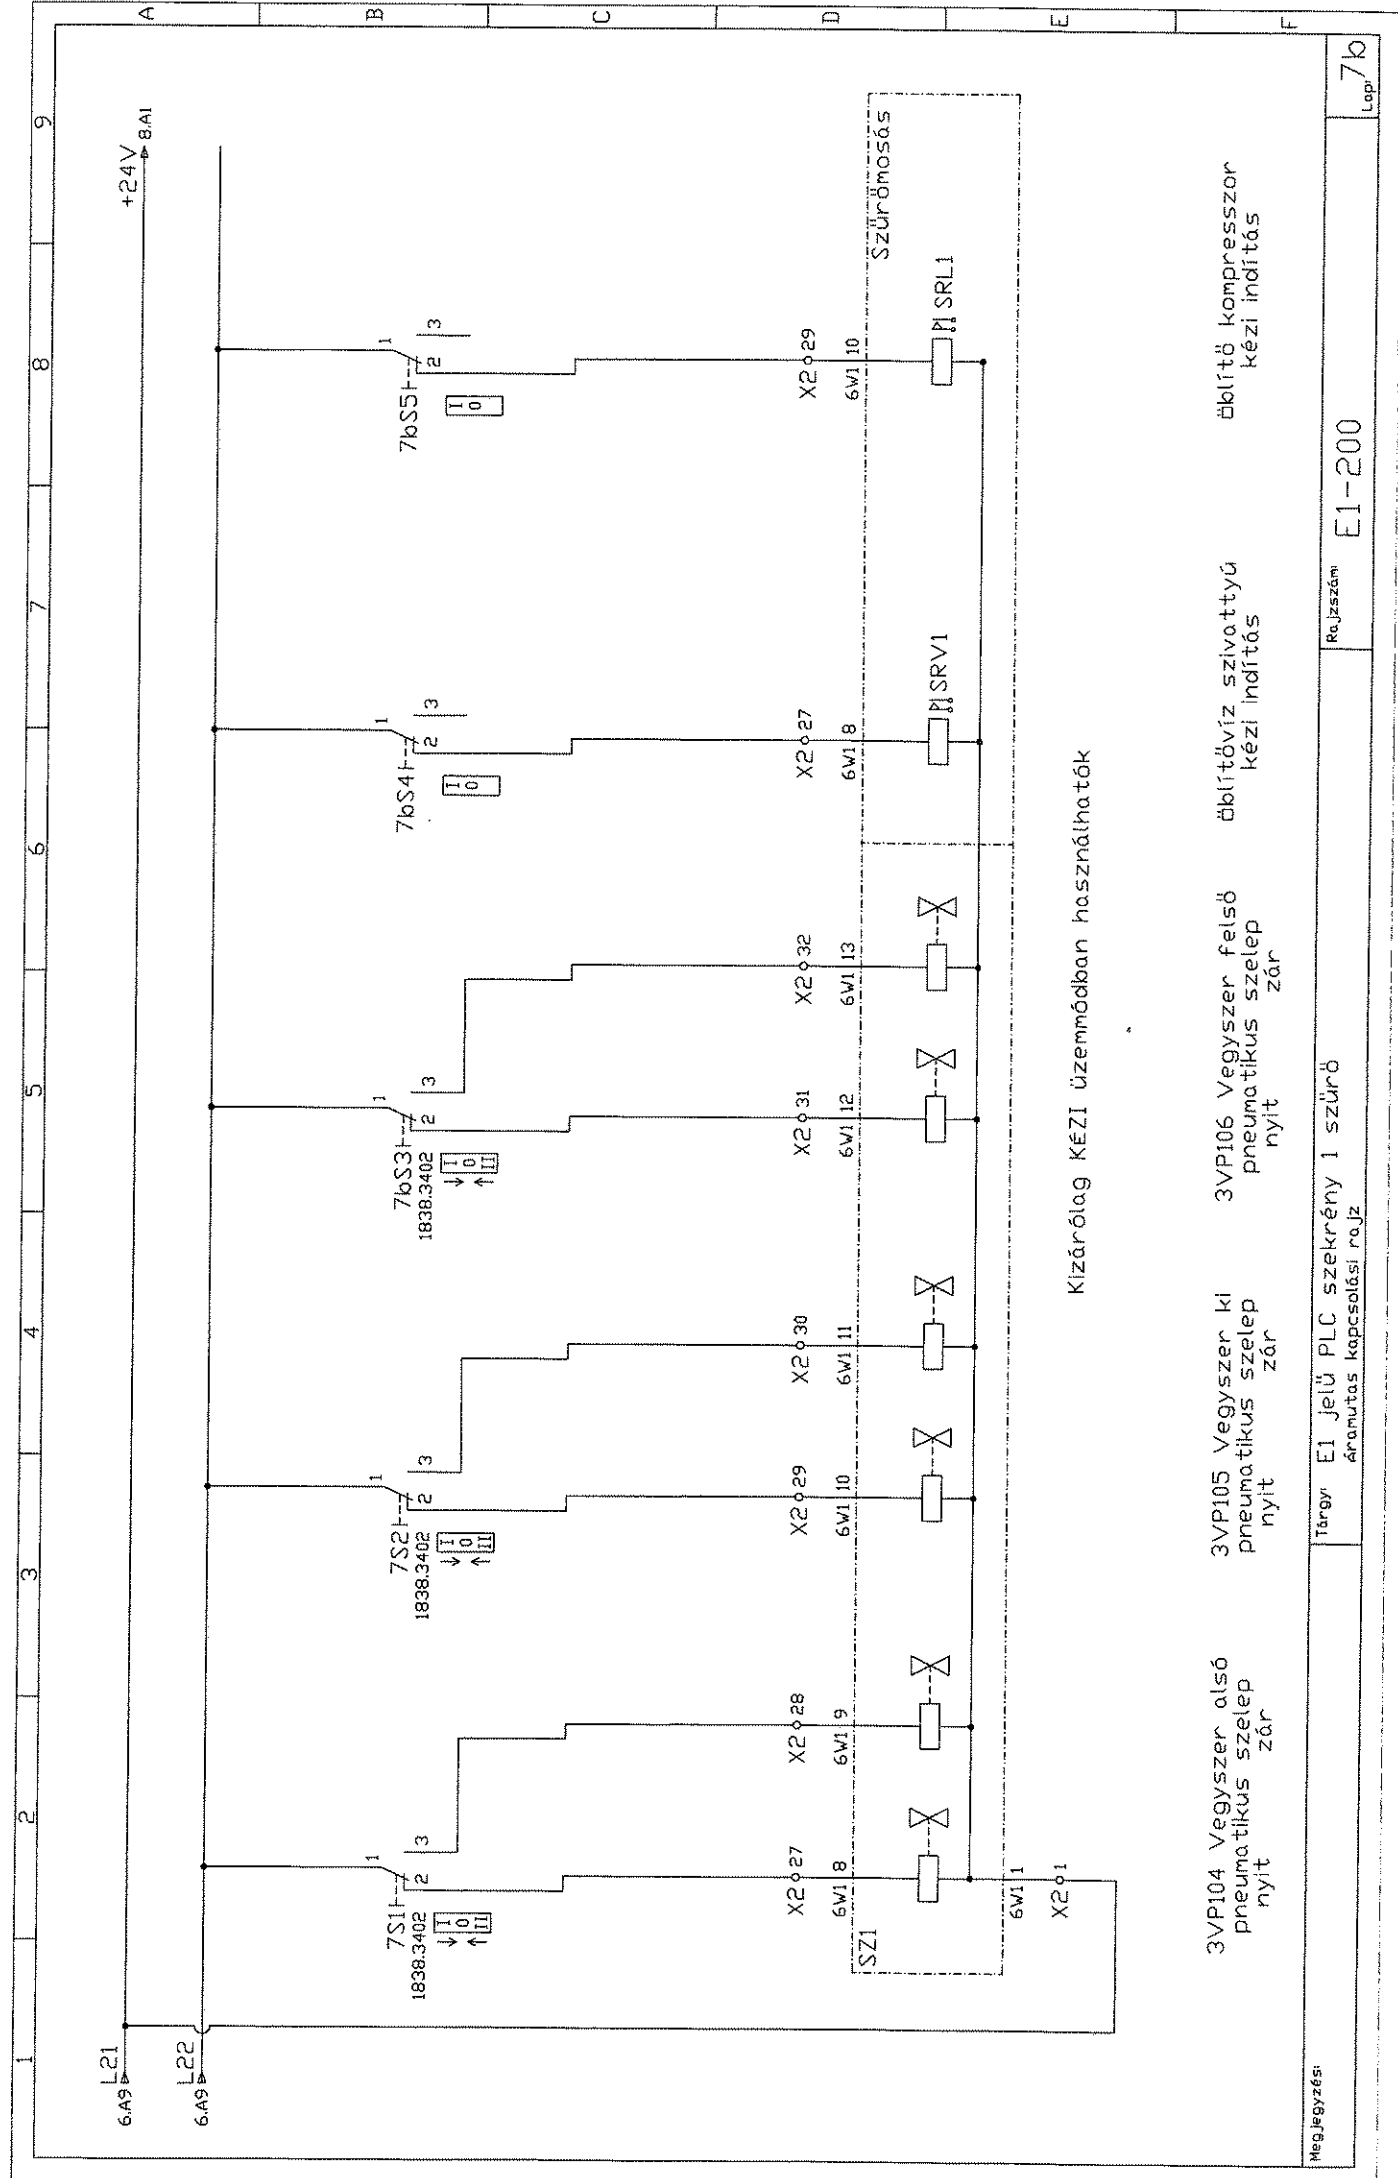 1 2 3 4 5 6 7 8 9
A
B
C
D
E
F
6.A9 L21
+24V 8.A1
6.A9 L22
7S1
1838.3402
I
0
II
1
2
3
7S2
1838.3402
I
0
II
1
2
3
7bS3
1838.3402
I
0
II
1
2
3
7bS4
I
0
1
2
3
7bS5
I
0
1
2
3
X2 27
X2 28
X2 29
X2 30
X2 31
X2 32
X2 27
X2 29
6W1 8
6W1 9
6W1 10
6W1 11
6W1 12
6W1 13
6W1 8
6W1 10
SZ1
Szűrőmosás
SRV1
SRL1
6W1 1
X2 1
Kizárólag KÉZI üzemmódban használhatók
3VP104 Vegyszer alsó
pneumatikus szelep
nyit zár
3VP105 Vegyszer ki
pneumatikus szelep
nyit zár
3VP106 Vegyszer felső
pneumatikus szelep
nyit zár
öblítővíz szivattyú
kézi indítás
öblítő kompresszor
kézi indítás
Megjegyzés:
Tárgy: E1 jelű PLC szekrény 1 szűrő
Áramutas kapcsolási rajz
Rajzszám: E1-200
Lap: 7b